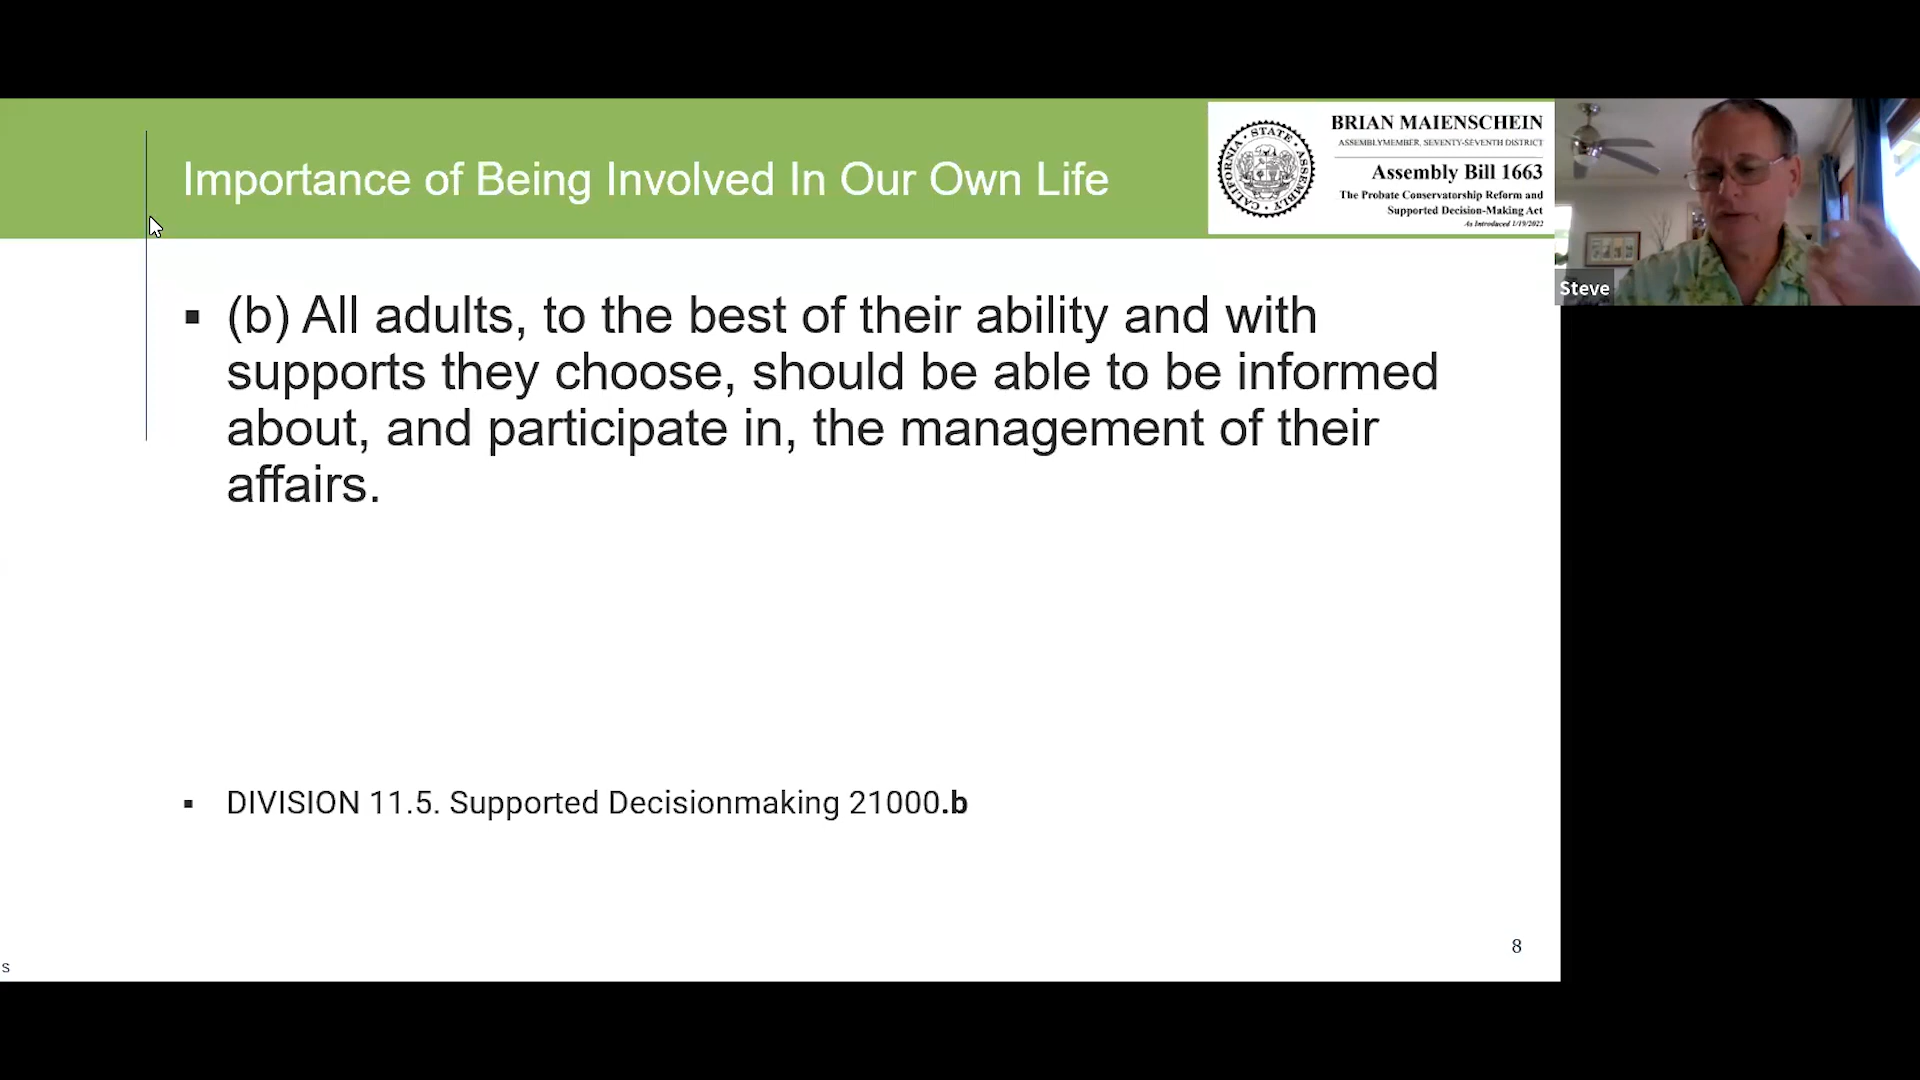 Importance of Being Involved In Our Own Life
CALIFORNIA STATE ASSEMBLY
BRIAN MAIENSCHEIN
ASSEMBLYMEMBER, SEVENTY-SEVENTH DISTRICT
Assembly Bill 1663
The Probate Conservatorship Reform and
Supported Decision-Making Act
As Introduced 1/19/2022
Steve
▪ (b) All adults, to the best of their ability and with
supports they choose, should be able to be informed
about, and participate in, the management of their
affairs.
▪ DIVISION 11.5. Supported Decisionmaking 21000.b
8
s